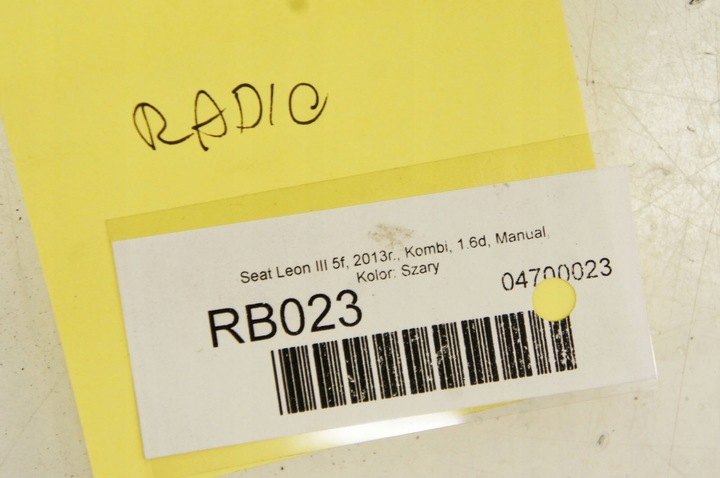 RADIO
Seat Leon III 5f, 2013r., Kombi, 1.6d, Manual,
Kolor: Szary
RB023 04700023